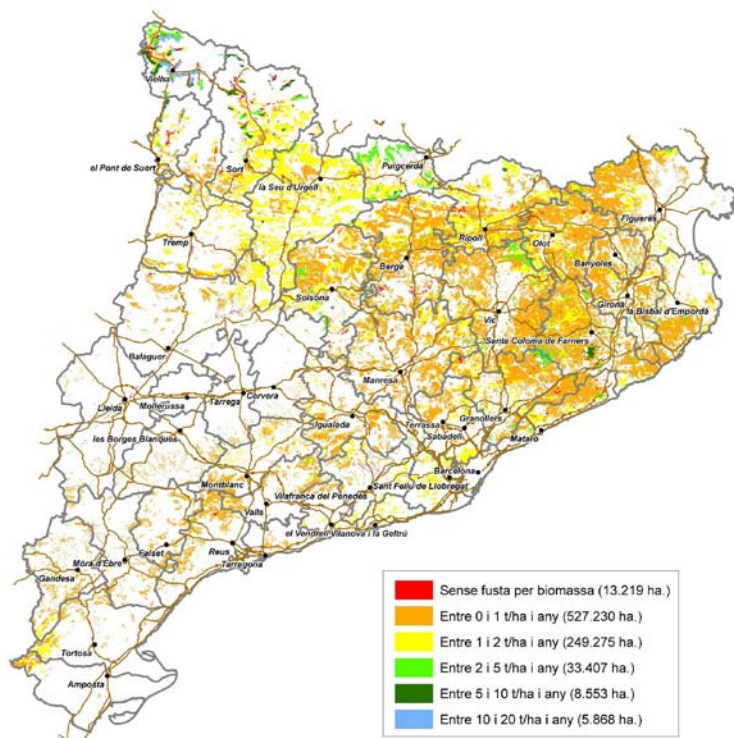 Vielha
el Pont de Suert
Sort
la Seu d'Urgell
Puigcerdà
Figueres
Tremp
Ripoll
Olot
Berga
Banyoles
Solsona
Girona
la Bisbal d'Empordà
Vic
Santa Coloma de Farners
Balaguer
Manresa
Lleida
Mollerussa
Tàrrega
Cervera
Igualada
Granollers
Terrassa
Sabadell
Mataró
les Borges Blanques
Barcelona
Montblanc
Sant Feliu de Llobregat
Vilafranca del Penedès
Valls
el Vendrell
Vilanova i la Geltrú
Falset
Reus
Móra d'Ebre
Tarragona
Gandesa
Tortosa
Amposta
Sense fusta per biomassa (13.219 ha.)
Entre 0 i 1 t/ha i any (527.230 ha.)
Entre 1 i 2 t/ha i any (249.275 ha.)
Entre 2 i 5 t/ha i any (33.407 ha.)
Entre 5 i 10 t/ha i any (8.553 ha.)
Entre 10 i 20 t/ha i any (5.868 ha.)